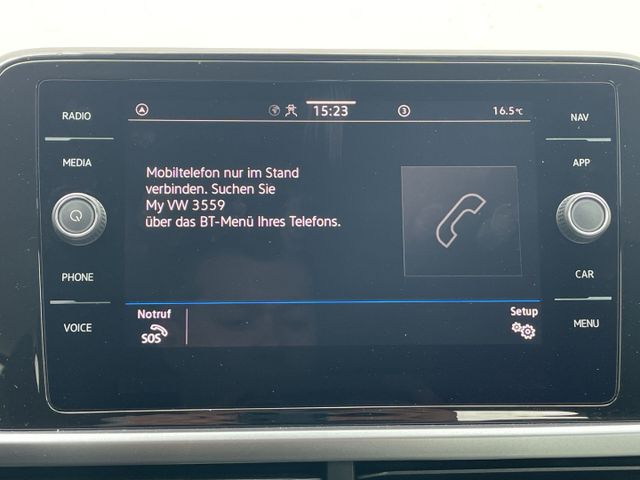 RADIO
MEDIA
PHONE
VOICE
15:23
3
16.5°C
Mobiltelefon nur im Stand
verbinden. Suchen Sie
My VW 3559
über das BT-Menü Ihres Telefons.
Notruf
SOS
Setup
NAV
APP
CAR
MENU